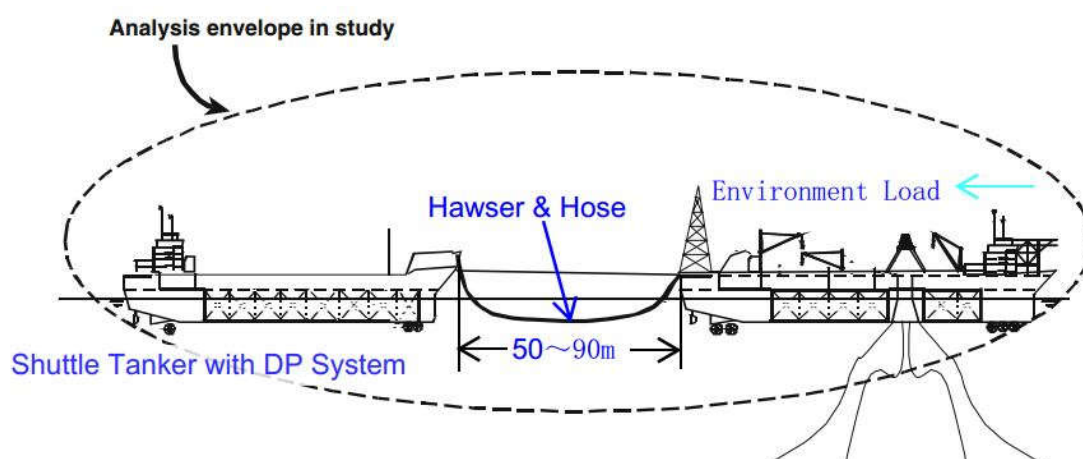 Analysis envelope in study
Environment Load
Hawser & Hose
50～90m
Shuttle Tanker with DP System